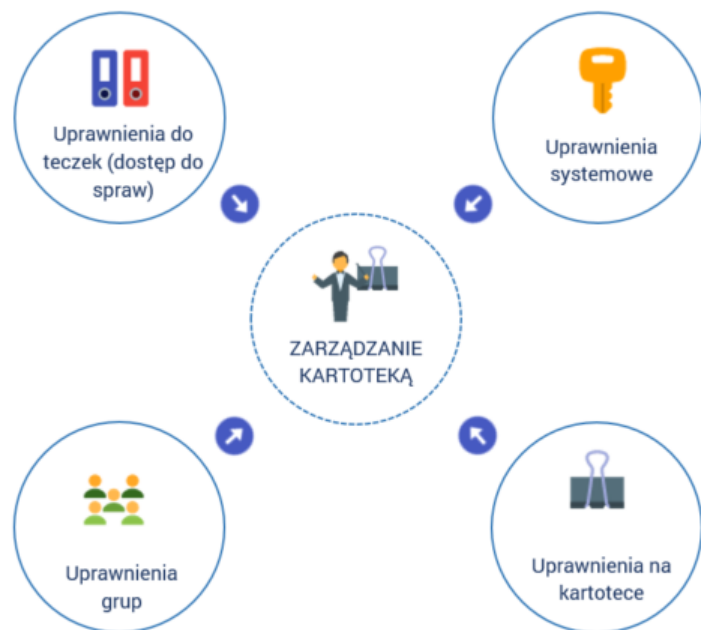 Uprawnienia do
teczek (dostęp do
spraw)
Uprawnienia
systemowe
ZARZĄDZANIE
KARTOTEKĄ
Uprawnienia
grup
Uprawnienia na
kartotece